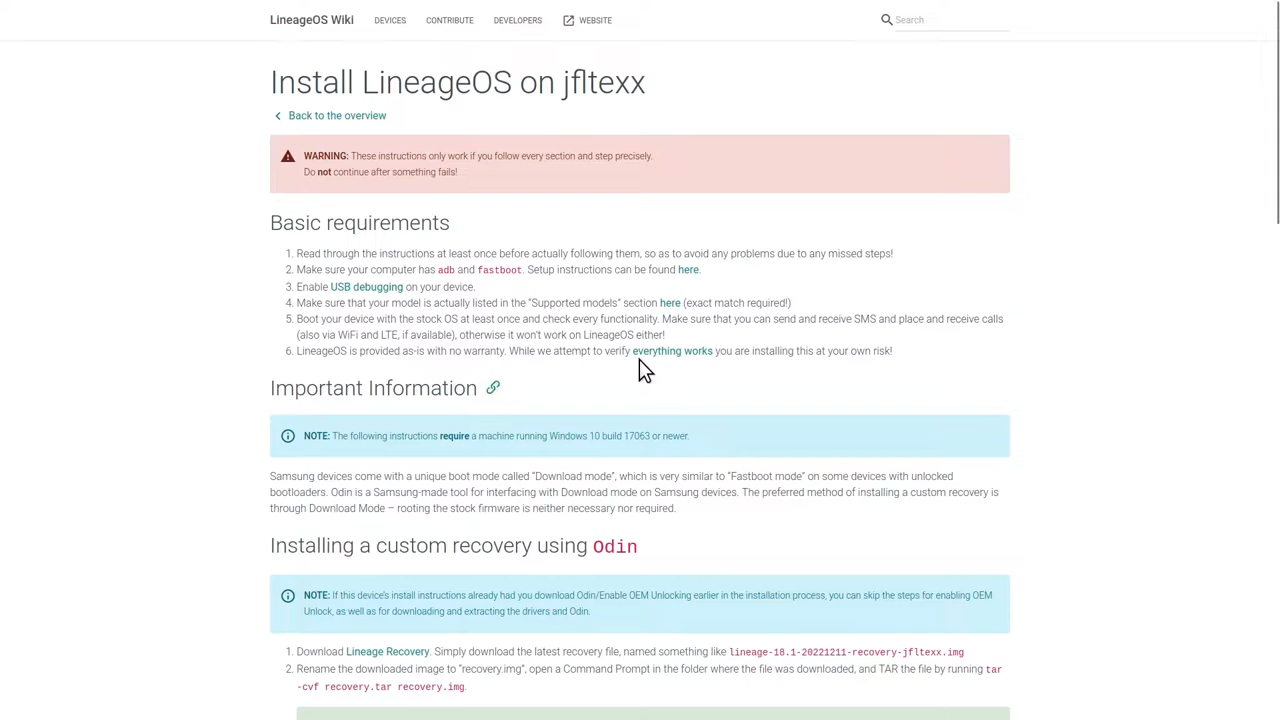 LineageOS Wiki DEVICES CONTRIBUTE DEVELOPERS WEBSITE Search
Install LineageOS on jfltexx
Back to the overview
WARNING: These instructions only work if you follow every section and step precisely.
Do not continue after something fails!
Basic requirements
1. Read through the instructions at least once before actually following them, so as to avoid any problems due to any missed steps!
2. Make sure your computer has adb and fastboot. Setup instructions can be found here.
3. Enable USB debugging on your device.
4. Make sure that your model is actually listed in the “Supported models” section here (exact match required!)
5. Boot your device with the stock OS at least once and check every functionality. Make sure that you can send and receive SMS and place and receive calls
(also via WiFi and LTE, if available), otherwise it won’t work on LineageOS either!
6. LineageOS is provided as-is with no warranty. While we attempt to verify everything works you are installing this at your own risk!
Important Information
NOTE: The following instructions require a machine running Windows 10 build 17063 or newer.
Samsung devices come with a unique boot mode called “Download mode”, which is very similar to “Fastboot mode” on some devices with unlocked
bootloaders. Odin is a Samsung-made tool for interfacing with Download mode on Samsung devices. The preferred method of installing a custom recovery is
through Download Mode – rooting the stock firmware is neither necessary nor required.
Installing a custom recovery using Odin
NOTE: If this device’s install instructions already had you download Odin/Enable OEM Unlocking earlier in the installation process, you can skip the steps for enabling OEM
Unlock, as well as for downloading and extracting the drivers and Odin.
1. Download Lineage Recovery. Simply download the latest recovery file, named something like lineage-18.1-20221211-recovery-jfltexx.img
2. Rename the downloaded image to “recovery.img”, open a Command Prompt in the folder where the file was downloaded, and TAR the file by running tar
-cvf recovery.tar recovery.img.